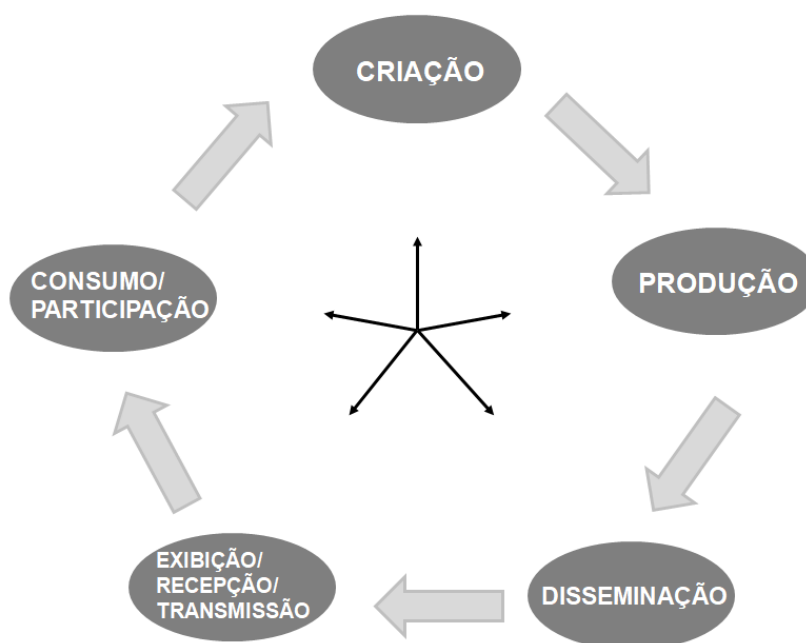 CRIAÇÃO
PRODUÇÃO
DISSEMINAÇÃO
EXIBIÇÃO/
RECEPÇÃO/
TRANSMISSÃO
CONSUMO/
PARTICIPAÇÃO